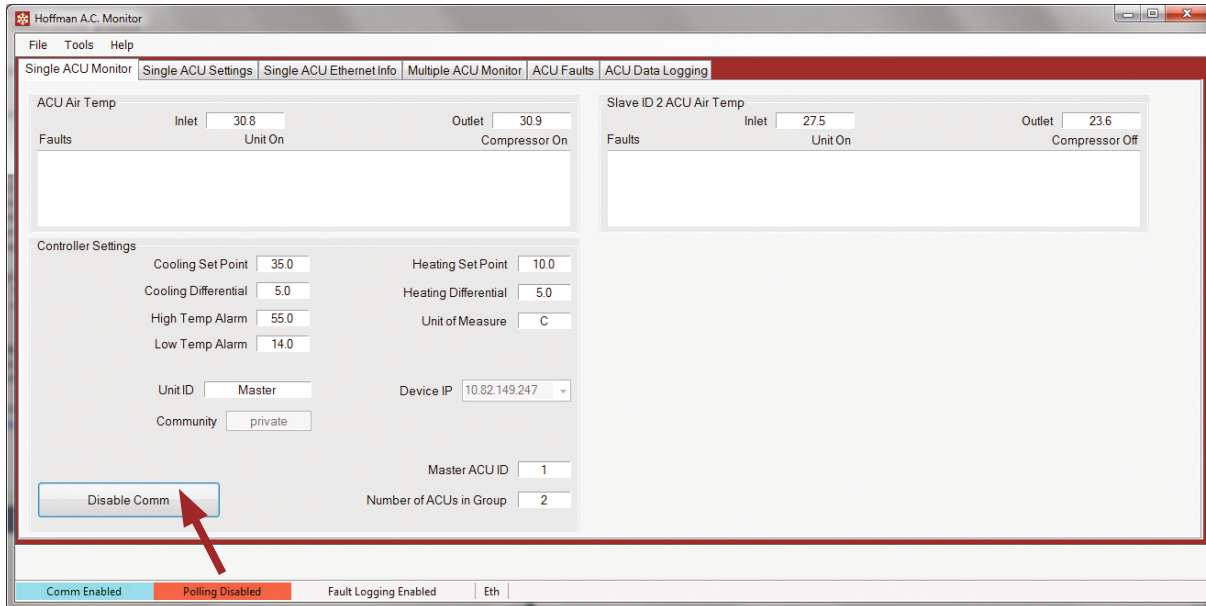 Hoffman A.C. Monitor
File Tools Help
Single ACU Monitor Single ACU Settings Single ACU Ethernet Info Multiple ACU Monitor ACU Faults ACU Data Logging
ACU Air Temp
Inlet 30.8 Outlet 30.9
Faults Unit On Compressor On
Slave ID 2 ACU Air Temp
Inlet 27.5 Outlet 23.6
Faults Unit On Compressor Off
Controller Settings
Cooling Set Point 35.0 Heating Set Point 10.0
Cooling Differential 5.0 Heating Differential 5.0
High Temp Alarm 55.0 Unit of Measure C
Low Temp Alarm 14.0
Unit ID Master Device IP 10.82.149.247
Community private
Master ACU ID 1
Disable Comm Number of ACUs in Group 2
Comm Enabled Polling Disabled Fault Logging Enabled Eth